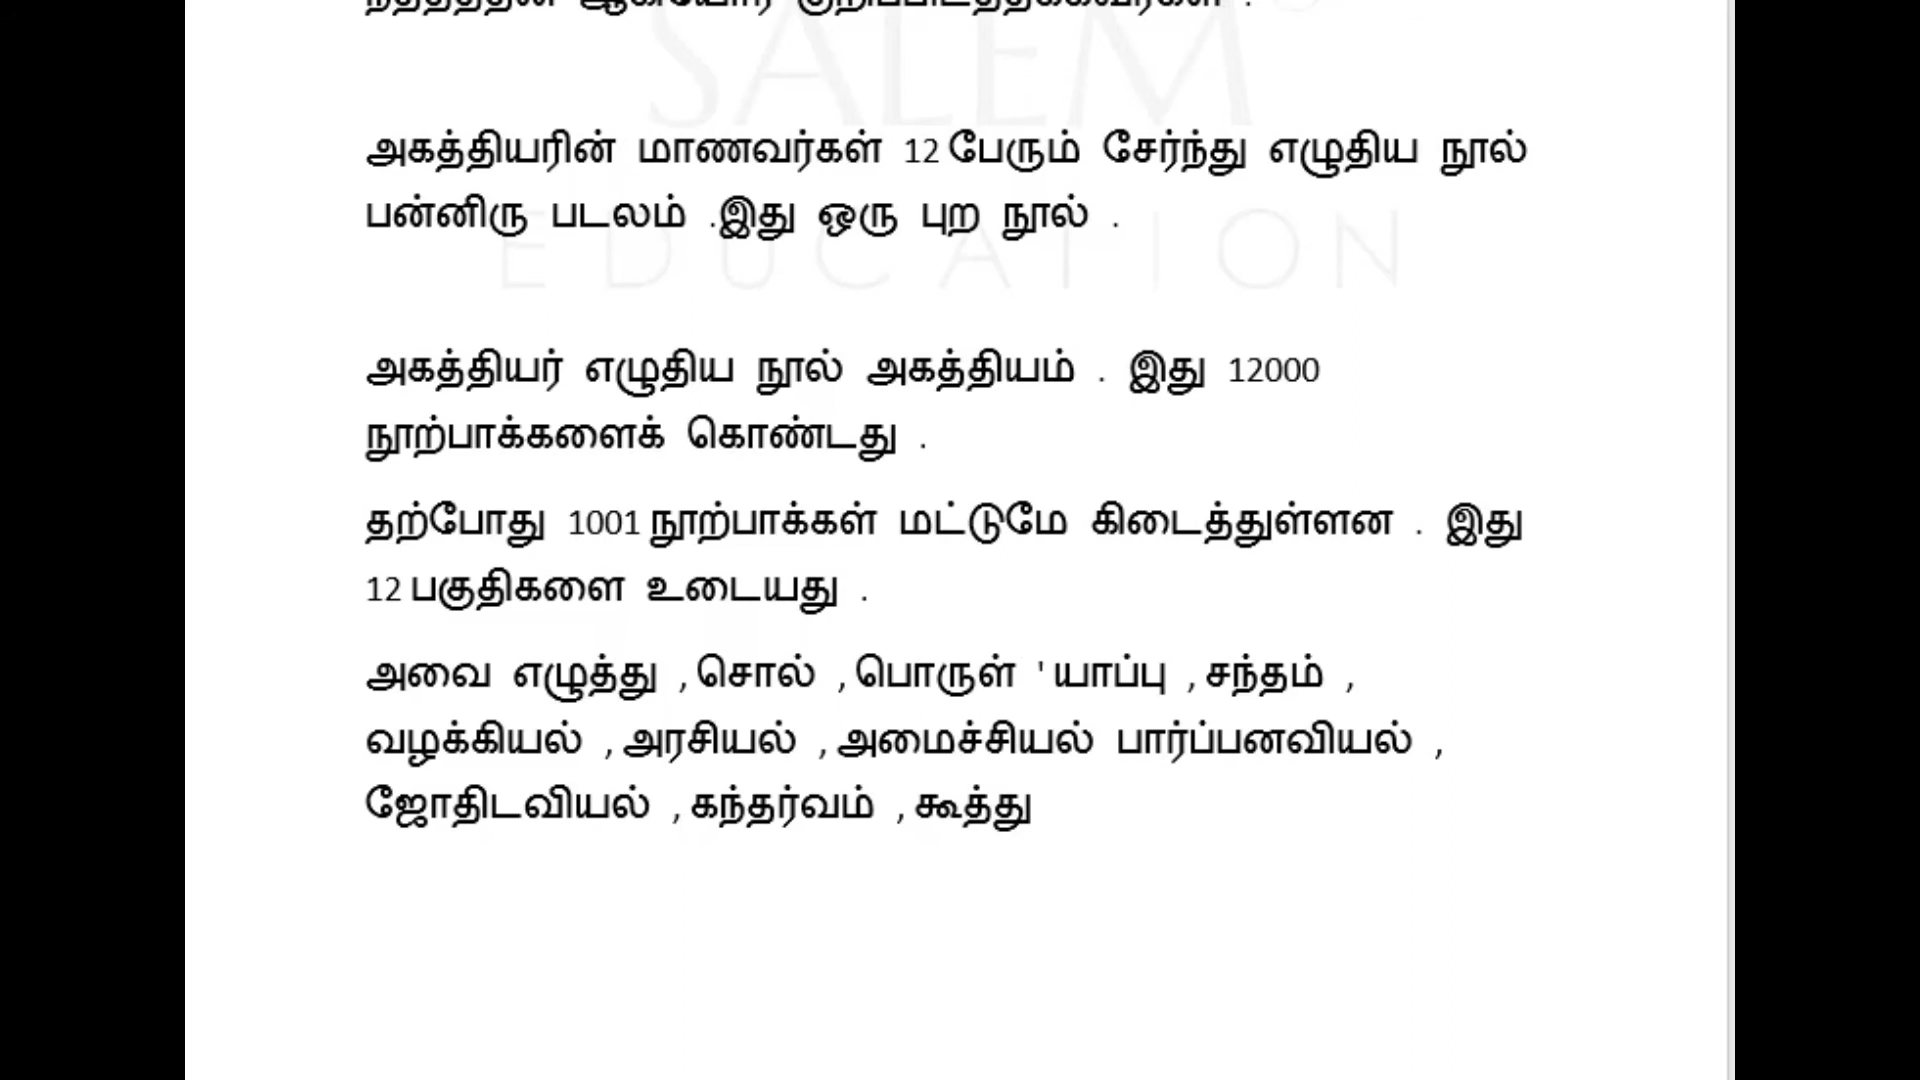 SALEM
அகத்தியரின் மாணவர்கள் 12 பேரும் சேர்ந்து எழுதிய நூல்
பன்னிரு படலம் .இது ஒரு புற நூல் .
EDUCATION
அகத்தியர் எழுதிய நூல் அகத்தியம் . இது 12000
நூற்பாக்களைக் கொண்டது .
தற்போது 1001 நூற்பாக்கள் மட்டுமே கிடைத்துள்ளன . இது
12 பகுதிகளை உடையது .
அவை எழுத்து ,சொல் ,பொருள் ' யாப்பு ,சந்தம் ,
வழக்கியல் ,அரசியல் ,அமைச்சியல் பார்ப்பனவியல் ,
ஜோதிடவியல் ,கந்தர்வம் ,கூத்து